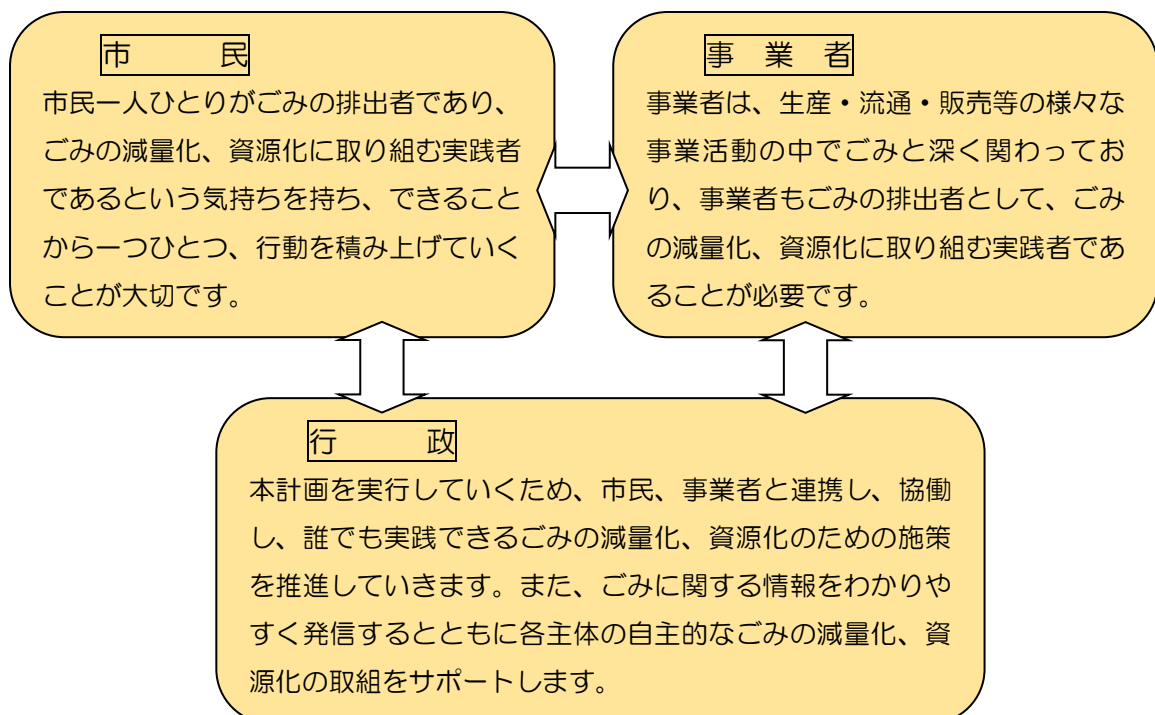 市　　民
市民一人ひとりがごみの排出者であり、
ごみの減量化、資源化に取り組む実践者
であるという気持ちを持ち、できること
から一つひとつ、行動を積み上げていく
ことが大切です。
事　業　者
事業者は、生産・流通・販売等の様々な
事業活動の中でごみと深く関わってお
り、事業者もごみの排出者として、ごみ
の減量化、資源化に取り組む実践者であ
ることが必要です。
行　　政
本計画を実行していくため、市民、事業者と連携し、協働
し、誰でも実践できるごみの減量化、資源化のための施策
を推進していきます。また、ごみに関する情報をわかりや
すく発信するとともに各主体の自主的なごみの減量化、資
源化の取組をサポートします。